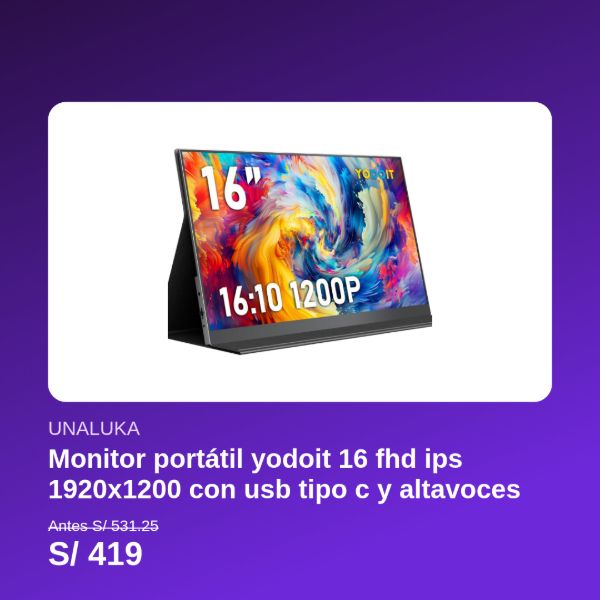 16"
YODOIT
16:10 1200P
UNALUKA
Monitor portátil yodoit 16 fhd ips
1920x1200 con usb tipo c y altavoces
Antes S/ 531.25
S/ 419